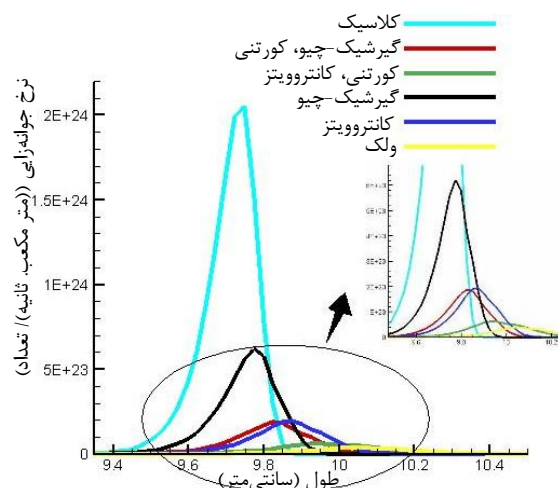 کلاسیک
گیرشیک-چیو، کورتنی
کورتنی، کانتروویتز
گیرشیک-چیو
کانتروویتز
ولک
نرخ جوانه‌زایی ((متر مکعب. ثانیه)/ تعداد)
2E+24
1.5E+24
1E+24
5E+23
0
9.4 9.6 9.8 10 10.2 10.4
طول (سانتی‌متر)